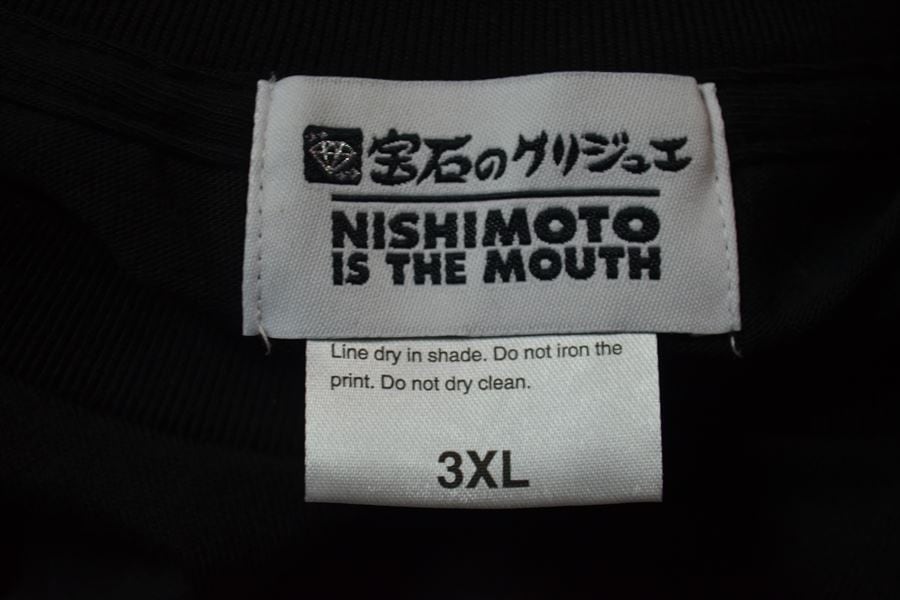 宝石のグリジュエ
NISHIMOTO
IS THE MOUTH
Line dry in shade. Do not iron the
print. Do not dry clean.
3XL